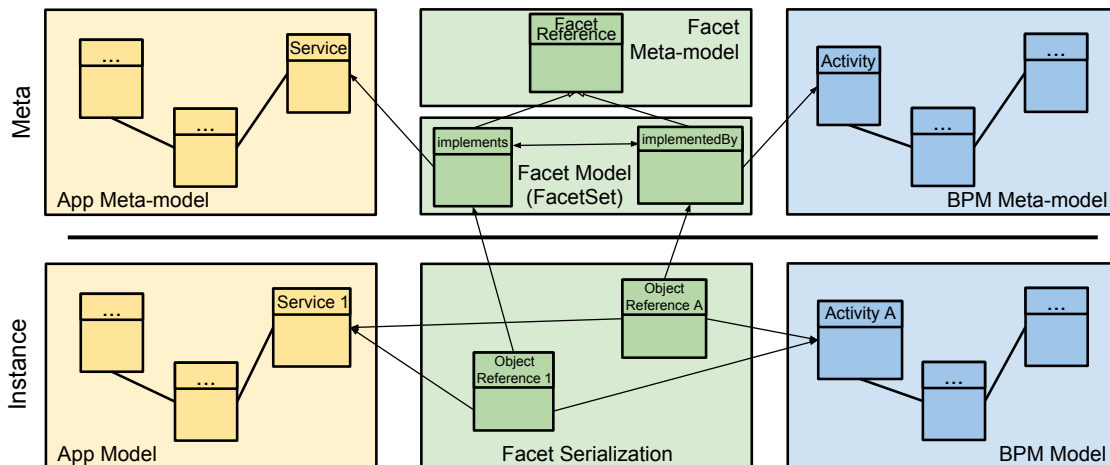 Meta
...
Service
...
App Meta-model
Facet
Reference
Facet
Meta-model
implements
implementedBy
Facet Model
(FacetSet)
Activity
...
...
BPM Meta-model
Instance
...
Service 1
...
App Model
Object
Reference A
Object
Reference 1
Facet Serialization
Activity A
...
...
BPM Model